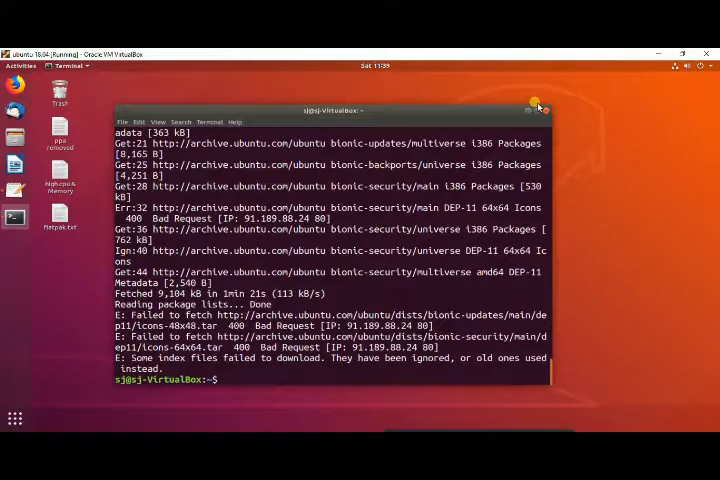 ubuntu 18.04 [Running] - Oracle VM VirtualBox
Activities
Terminal
Sat 11:39
Trash
ppa
removed
high cpu &
Memory
flatpak.txt
sj@sj-VirtualBox: ~
File Edit View Search Terminal Help
adata [363 kB]
Get:21 http://archive.ubuntu.com/ubuntu bionic-updates/multiverse i386 Packages
[8,165 B]
Get:25 http://archive.ubuntu.com/ubuntu bionic-backports/universe i386 Packages
[4,251 B]
Get:28 http://archive.ubuntu.com/ubuntu bionic-security/main i386 Packages [530
kB]
Err:32 http://archive.ubuntu.com/ubuntu bionic-security/main DEP-11 64x64 Icons
400 Bad Request [IP: 91.189.88.24 80]
Get:36 http://archive.ubuntu.com/ubuntu bionic-security/universe i386 Packages [
762 kB]
Ign:40 http://archive.ubuntu.com/ubuntu bionic-security/universe DEP-11 64x64 Ic
ons
Get:44 http://archive.ubuntu.com/ubuntu bionic-security/multiverse amd64 DEP-11
Metadata [2,540 B]
Fetched 9,104 kB in 1min 21s (113 kB/s)
Reading package lists... Done
E: Failed to fetch http://archive.ubuntu.com/ubuntu/dists/bionic-updates/main/de
p11/icons-48x48.tar 400 Bad Request [IP: 91.189.88.24 80]
E: Failed to fetch http://archive.ubuntu.com/ubuntu/dists/bionic-security/main/d
ep11/icons-64x64.tar 400 Bad Request [IP: 91.189.88.24 80]
E: Some index files failed to download. They have been ignored, or old ones used
instead.
sj@sj-VirtualBox:~$